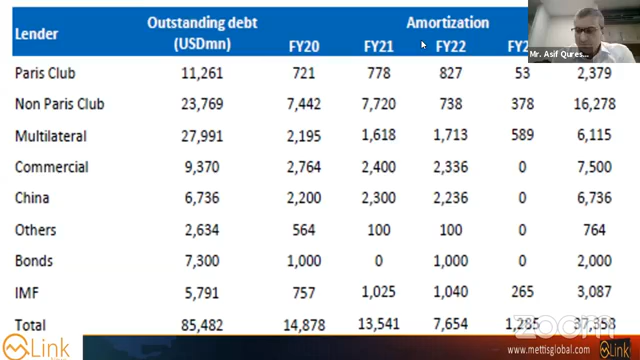 Lender Outstanding debt (USDmn) Amortization
FY20 FY21 FY22
Mr. Asif Qures...
Paris Club 11,261 721 778 827 53 2,379
Non Paris Club 23,769 7,442 7,720 738 378 16,278
Multilateral 27,991 2,195 1,618 1,713 589 6,115
Commercial 9,370 2,764 2,400 2,336 0 7,500
China 6,736 2,200 2,300 2,236 0 6,736
Others 2,634 564 100 100 0 764
Bonds 7,300 1,000 0 1,000 0 2,000
IMF 5,791 757 1,025 1,040 265 3,087
Total 85,482 14,878 13,541 7,654 1,285 37,358
zoom
Link www.mettisglobal.com Link